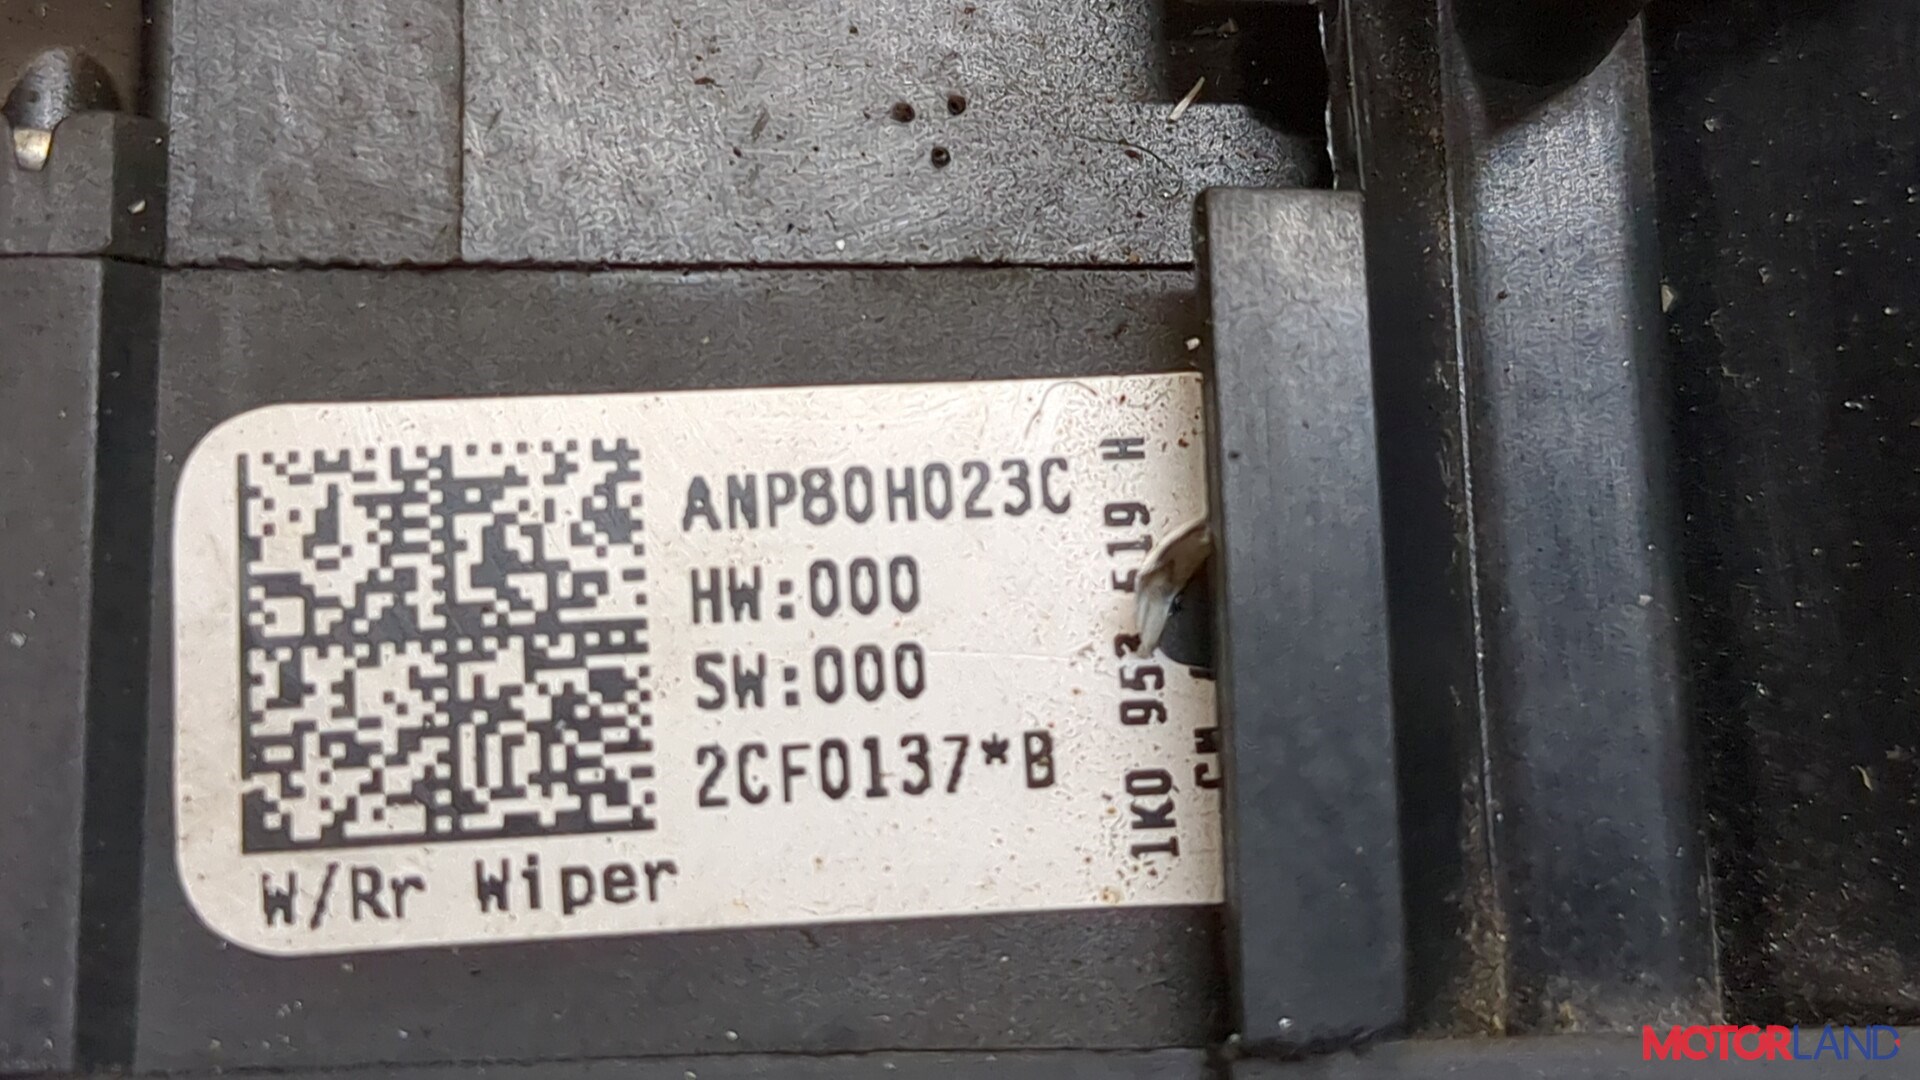 ANP80H023C
HW:000
SW:000
2CF0137*B
W/Rr Wiper
1K0 953 519 H
MOTORLAND